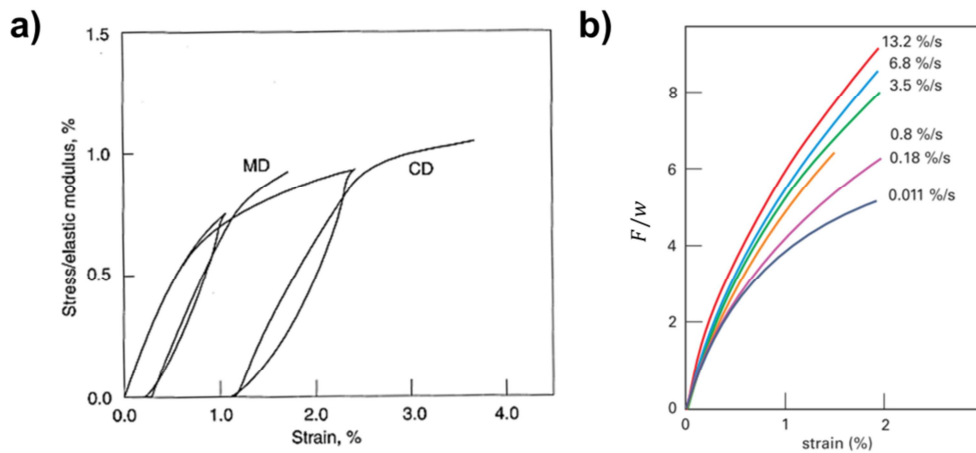 a)
1.5
1.0
0.5
0.0
Stress/elastic modulus, %
MD
CD
0.0
1.0
2.0
3.0
4.0
Strain, %
b)
13.2 %/s
6.8 %/s
3.5 %/s
0.8 %/s
0.18 %/s
0.011 %/s
8
6
4
2
0
F/w
0
1
2
strain (%)